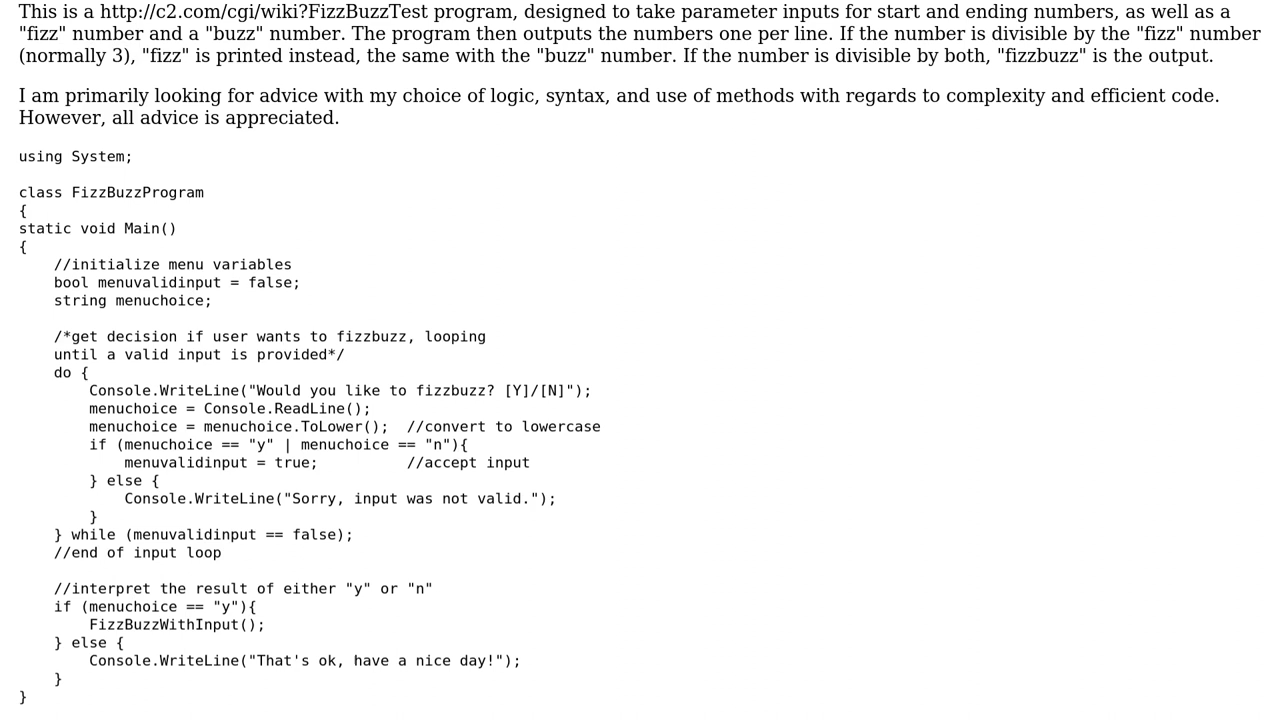 This is a http://c2.com/cgi/wiki?FizzBuzzTest program, designed to take parameter inputs for start and ending numbers, as well as a
"fizz" number and a "buzz" number. The program then outputs the numbers one per line. If the number is divisible by the "fizz" number
(normally 3), "fizz" is printed instead, the same with the "buzz" number. If the number is divisible by both, "fizzbuzz" is the output.

I am primarily looking for advice with my choice of logic, syntax, and use of methods with regards to complexity and efficient code.
However, all advice is appreciated.

using System;

class FizzBuzzProgram
{
static void Main()
{
    //initialize menu variables
    bool menuvalidinput = false;
    string menuchoice;

    /*get decision if user wants to fizzbuzz, looping
    until a valid input is provided*/
    do {
        Console.WriteLine("Would you like to fizzbuzz? [Y]/[N]");
        menuchoice = Console.ReadLine();
        menuchoice = menuchoice.ToLower();  //convert to lowercase
        if (menuchoice == "y" | menuchoice == "n"){
            menuvalidinput = true;          //accept input
        } else {
            Console.WriteLine("Sorry, input was not valid.");
        }
    } while (menuvalidinput == false);
    //end of input loop

    //interpret the result of either "y" or "n"
    if (menuchoice == "y"){
        FizzBuzzWithInput();
    } else {
        Console.WriteLine("That's ok, have a nice day!");
    }
}